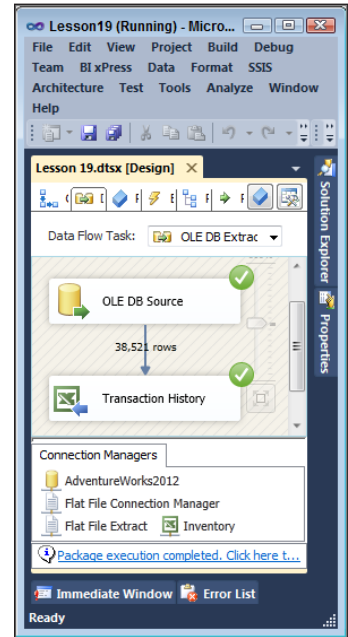 Lesson19 (Running) - Micro...
File Edit View Project Build Debug
Team BI xPress Data Format SSIS
Architecture Test Tools Analyze Window
Help
Lesson 19.dtsx [Design]
Data Flow Task: OLE DB Extrac
OLE DB Source
38,521 rows
Transaction History
Connection Managers
AdventureWorks2012
Flat File Connection Manager
Flat File Extract Inventory
Package execution completed. Click here t...
Immediate Window Error List
Ready
Solution Explorer
Properties